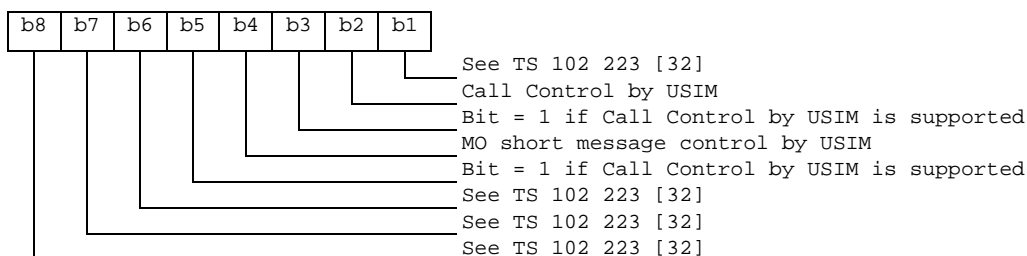 b8 b7 b6 b5 b4 b3 b2 b1
See TS 102 223 [32]
Call Control by USIM
Bit = 1 if Call Control by USIM is supported
MO short message control by USIM
Bit = 1 if Call Control by USIM is supported
See TS 102 223 [32]
See TS 102 223 [32]
See TS 102 223 [32]